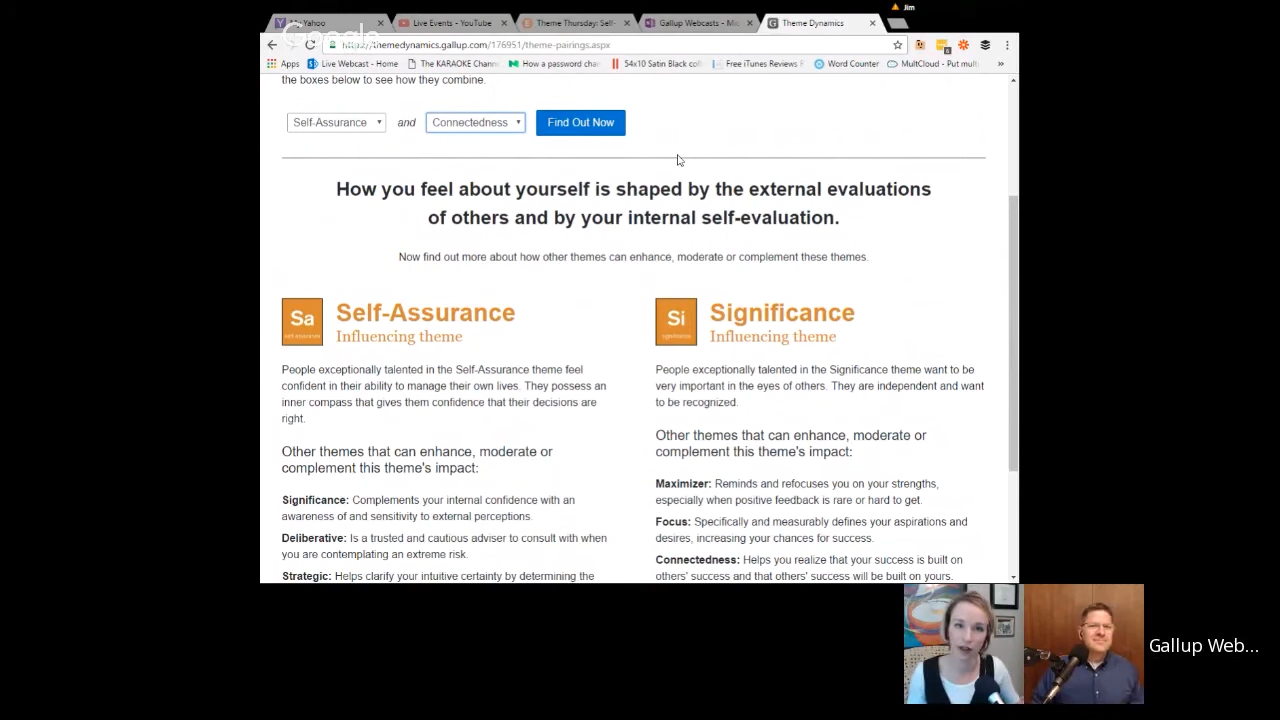 Jim
My Yahoo
Live Events - YouTube
Theme Thursday: Self-
Gallup Webcasts - Ma
Theme Dynamics
Google
https://themedynamics.gallup.com/176951/theme-pairings.aspx
Apps
Live Webcast - Home
The KARAOKE Chann
How a password chan
54x10 Satin Black coll
Free iTunes Reviews F
Word Counter
MultCloud - Put mult
»
the boxes below to see how they combine.
Self-Assurance and Connectedness Find Out Now
How you feel about yourself is shaped by the external evaluations
of others and by your internal self-evaluation.
Now find out more about how other themes can enhance, moderate or complement these themes.
Sa
self-assurance
Self-Assurance
Influencing theme
People exceptionally talented in the Self-Assurance theme feel
confident in their ability to manage their own lives. They possess an
inner compass that gives them confidence that their decisions are
right.
Other themes that can enhance, moderate or
complement this theme's impact:
Significance: Complements your internal confidence with an
awareness of and sensitivity to external perceptions.
Deliberative: Is a trusted and cautious adviser to consult with when
you are contemplating an extreme risk.
Strategic: Helps clarify your intuitive certainty by determining the
Si
significance
Significance
Influencing theme
People exceptionally talented in the Significance theme want to be
very important in the eyes of others. They are independent and want
to be recognized.
Other themes that can enhance, moderate or
complement this theme's impact:
Maximizer: Reminds and refocuses you on your strengths,
especially when positive feedback is rare or hard to get.
Focus: Specifically and measurably defines your aspirations and
desires, increasing your chances for success.
Connectedness: Helps you realize that your success is built on
others' success and that others' success will be built on yours.
Gallup Web...